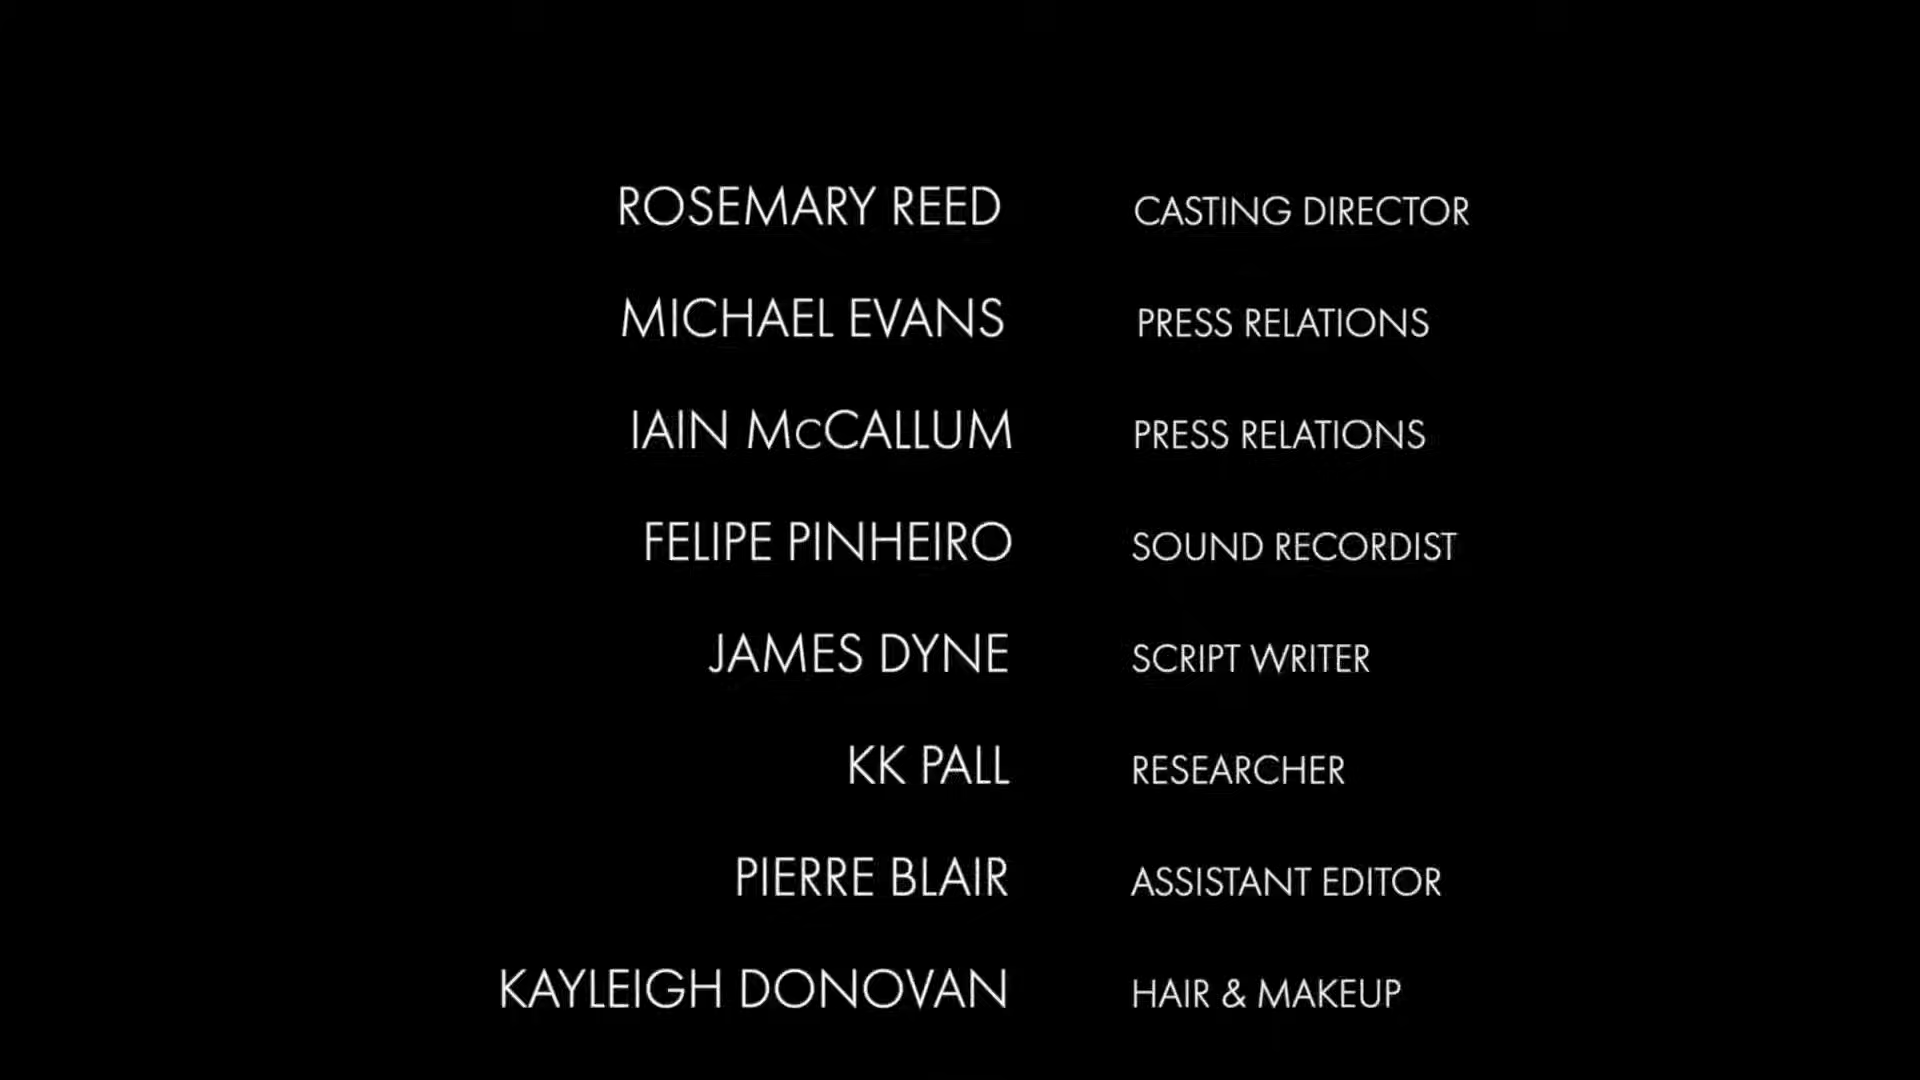 ROSEMARY REED CASTING DIRECTOR
MICHAEL EVANS PRESS RELATIONS
IAIN McCALLUM PRESS RELATIONS
FELIPE PINHEIRO SOUND RECORDIST
JAMES DYNE SCRIPT WRITER
KK PALL RESEARCHER
PIERRE BLAIR ASSISTANT EDITOR
KAYLEIGH DONOVAN HAIR & MAKEUP